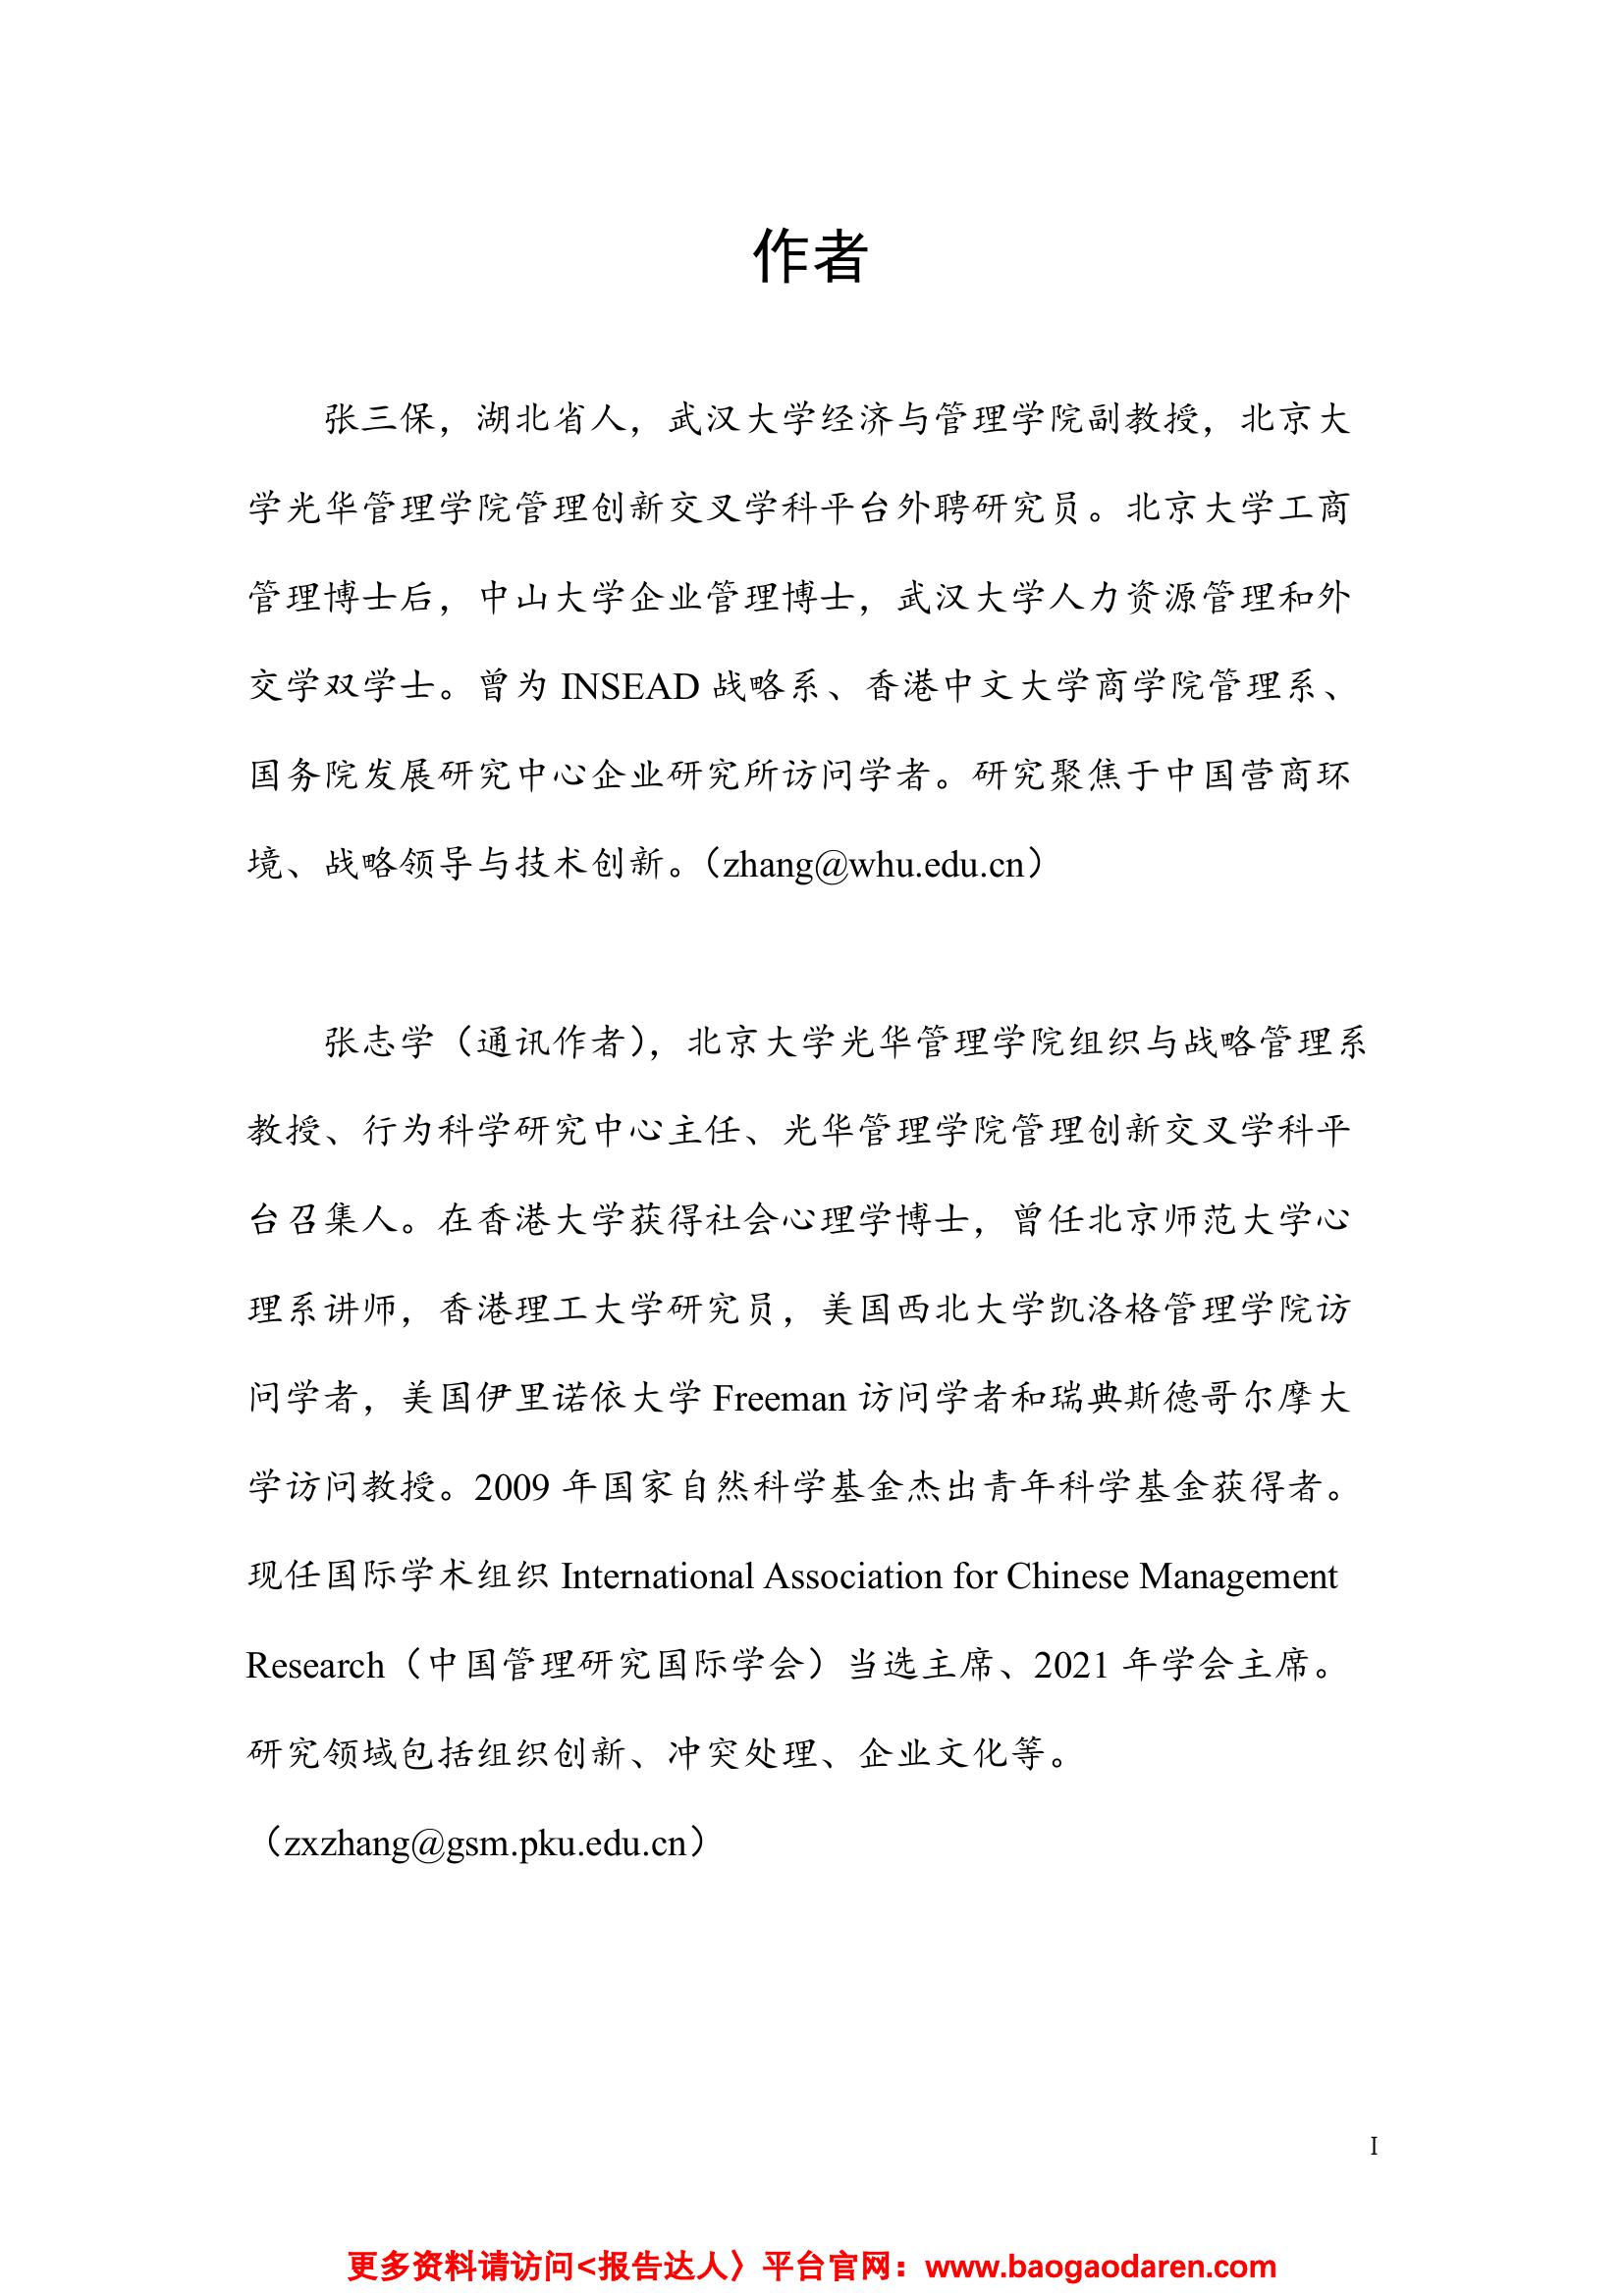 作者
张三保，湖北省人，武汉大学经济与管理学院副教授，北京大
学光华管理学院管理创新交叉学科平台外聘研究员。北京大学工商
管理博士后，中山大学企业管理博士，武汉大学人力资源管理和外
交学双学士。曾为 INSEAD 战略系、香港中文大学商学院管理系、
国务院发展研究中心企业研究所访问学者。研究聚焦于中国营商环
境、战略领导与技术创新。（zhang@whu.edu.cn）
张志学（通讯作者），北京大学光华管理学院组织与战略管理系
教授、行为科学研究中心主任、光华管理学院管理创新交叉学科平
台召集人。在香港大学获得社会心理学博士，曾任北京师范大学心
理系讲师，香港理工大学研究员，美国西北大学凯洛格管理学院访
问学者，美国伊里诺依大学 Freeman 访问学者和瑞典斯德哥尔摩大
学访问教授。2009 年国家自然科学基金杰出青年科学基金获得者。
现任国际学术组织 International Association for Chinese Management
Research（中国管理研究国际学会）当选主席、2021 年学会主席。
研究领域包括组织创新、冲突处理、企业文化等。
（zxzhang@gsm.pku.edu.cn）
I
更多资料请访问<报告达人〉平台官网：www.baogaodaren.com